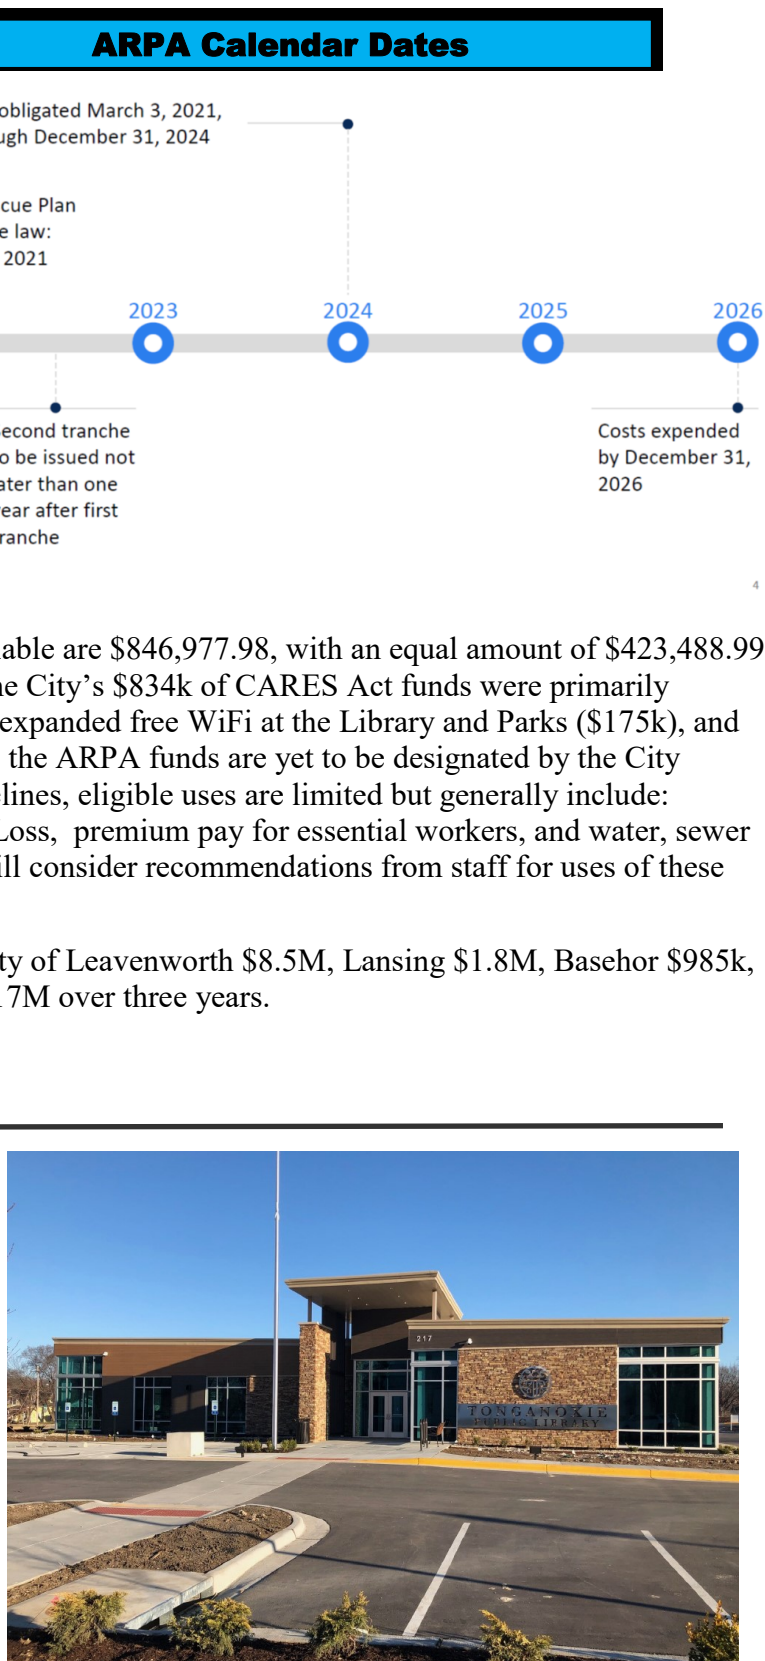 ARPA Calendar Dates
obligated March 3, 2021,
ugh December 31, 2024
cue Plan
e law:
2021
2023 2024 2025 2026
econd tranche
o be issued not
ater than one
ear after first
ranche
Costs expended
by December 31,
2026
4
able are $846,977.98, with an equal amount of $423,488.99
he City’s $834k of CARES Act funds were primarily
expanded free WiFi at the Library and Parks ($175k), and
the ARPA funds are yet to be designated by the City
elines, eligible uses are limited but generally include:
Loss, premium pay for essential workers, and water, sewer
ill consider recommendations from staff for uses of these
ty of Leavenworth $8.5M, Lansing $1.8M, Basehor $985k,
17M over three years.
217
TONGANOXIE
PUBLIC LIBRARY